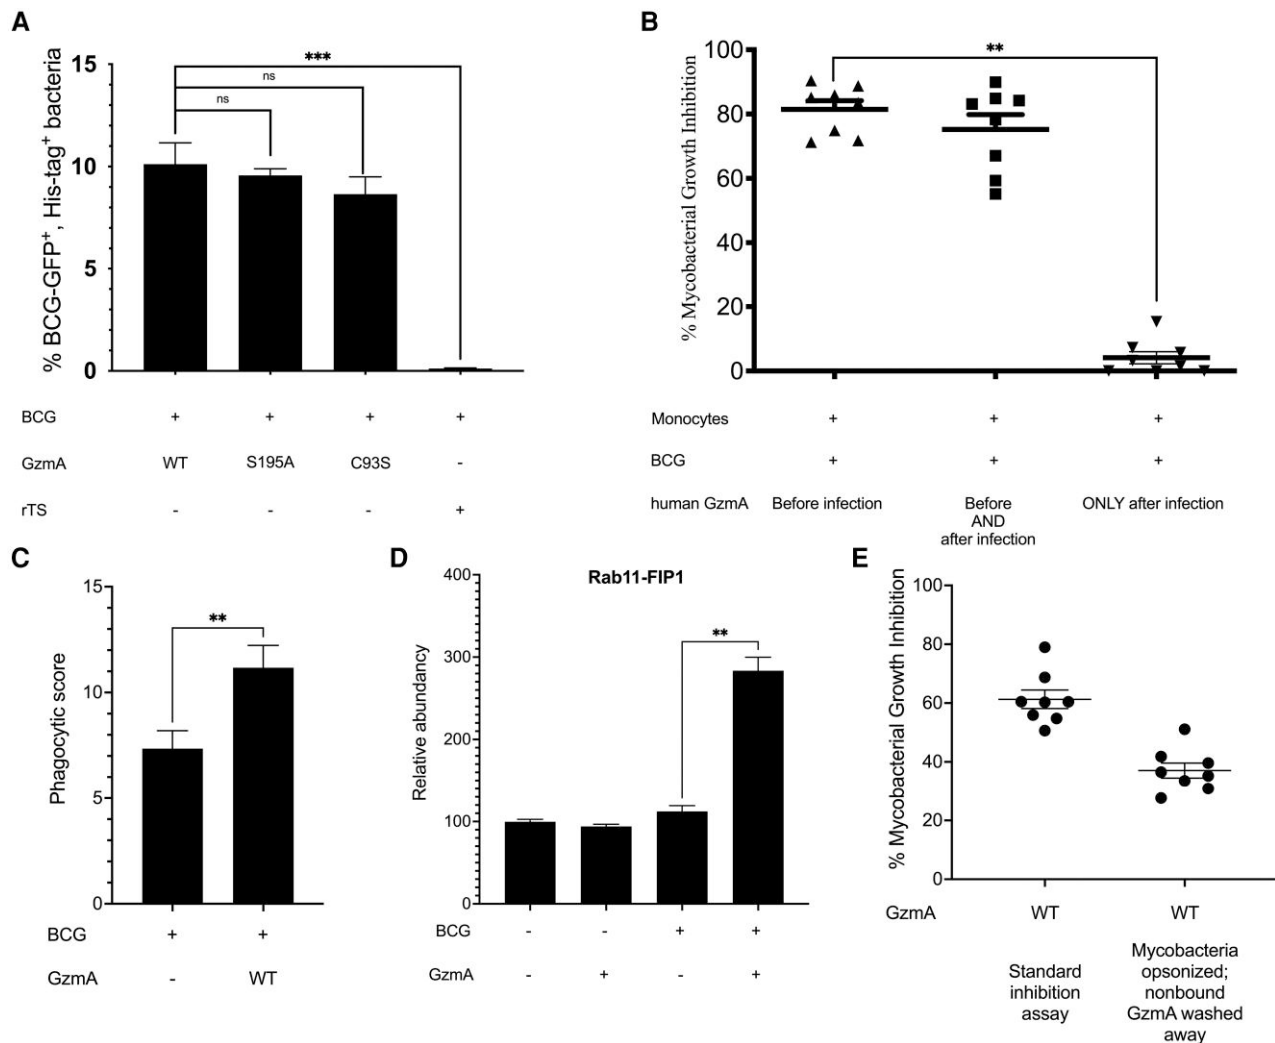 A
% BCG-GFP+, His-tag+ bacteria
15
10
5
0
***
ns
ns
BCG + + + +
GzmA WT S195A C93S -
rTS - - - +
B
% Mycobacterial Growth Inhibition
100
80
60
40
20
0
**
Monocytes + + +
BCG + + +
human GzmA Before infection Before ONLY after infection
AND
after infection
C
Phagocytic score
15
10
5
0
**
BCG + +
GzmA - WT
D
Rab11-FIP1
Relative abundancy
400
300
200
100
0
**
BCG - - + +
GzmA - + - +
E
% Mycobacterial Growth Inhibition
100
80
60
40
20
0
GzmA WT WT
Standard
inhibition
assay
Mycobacteria
opsonized;
nonbound
GzmA washed
away